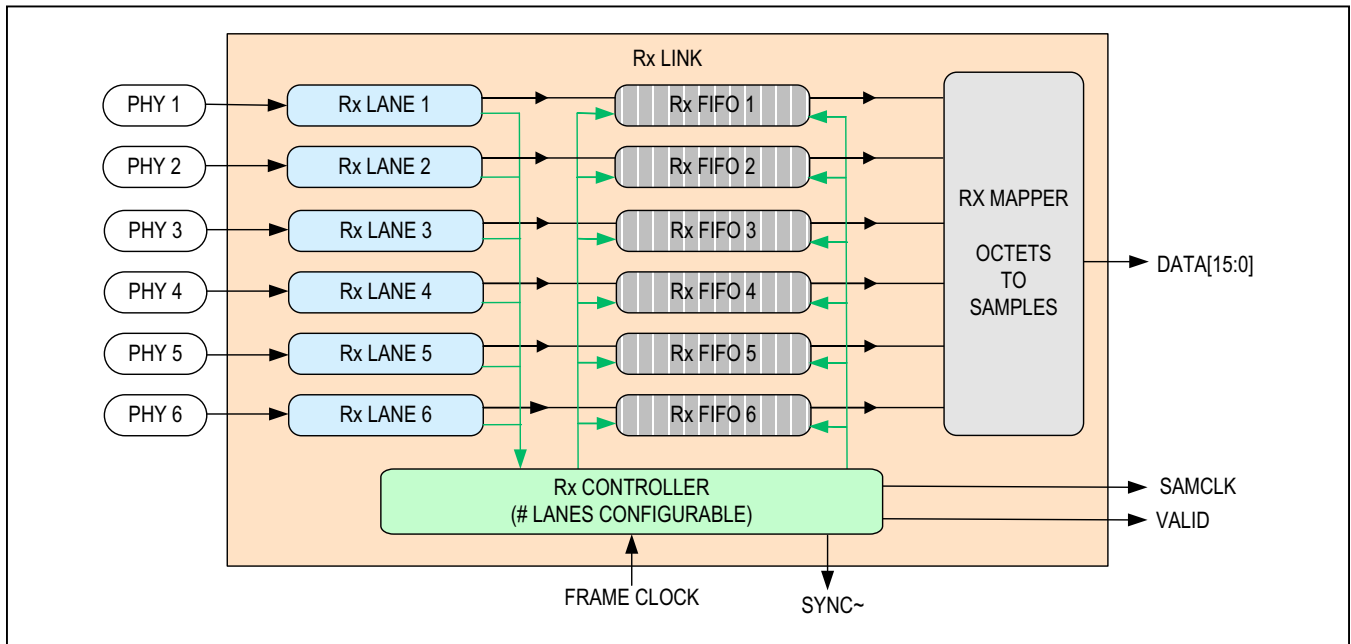 Rx LINK
PHY 1
Rx LANE 1
Rx FIFO 1
PHY 2
Rx LANE 2
Rx FIFO 2
PHY 3
Rx LANE 3
Rx FIFO 3
PHY 4
Rx LANE 4
Rx FIFO 4
PHY 5
Rx LANE 5
Rx FIFO 5
PHY 6
Rx LANE 6
Rx FIFO 6
RX MAPPER
OCTETS
TO
SAMPLES
DATA[15:0]
Rx CONTROLLER
(# LANES CONFIGURABLE)
SAMCLK
VALID
FRAME CLOCK
SYNC~